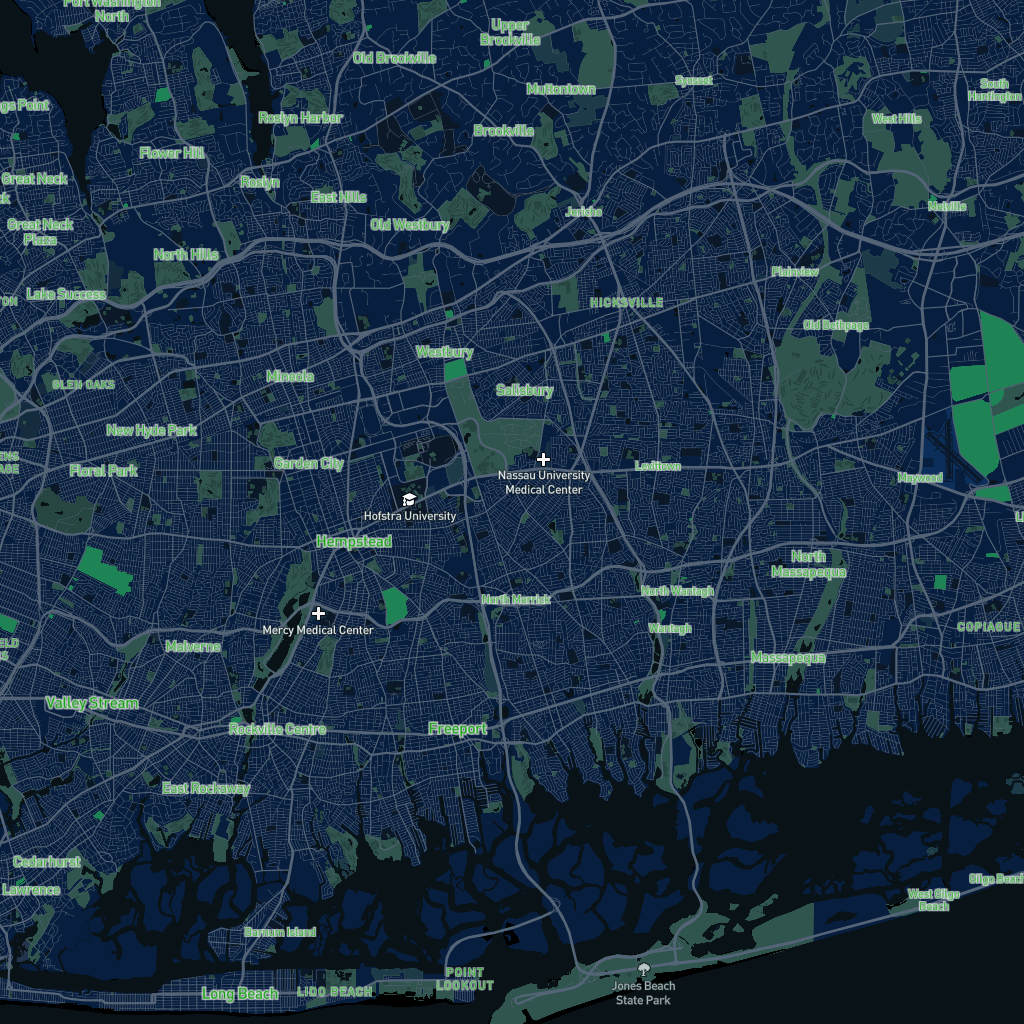 Port Washington
North
Upper
Brookville
Old Brookville
Muttontown
Syosset
South
Huntington
Roslyn Harbor
Brookville
West Hills
Flower Hill
Great Neck
Roslyn
East Hills
Great Neck
Plaza
Old Westbury
Jericho
Melville
North Hills
Plainview
Lake Success
HICKSVILLE
Old Bethpage
Westbury
GLEN OAKS
Mineola
Salisbury
New Hyde Park
Floral Park
Garden City
Nassau University
Medical Center
Levittown
Maywood
Hofstra University
Hempstead
North
Massapequa
North Merrick
North Wantagh
Mercy Medical Center
Wantagh
COPIAGUE
Malverne
Massapequa
Valley Stream
Rockville Centre
Freeport
East Rockaway
Cedarhurst
Lawrence
Gilgo Beach
West Gilgo
Beach
Barnum Island
Long Beach
LIDO BEACH
POINT
LOOKOUT
Jones Beach
State Park